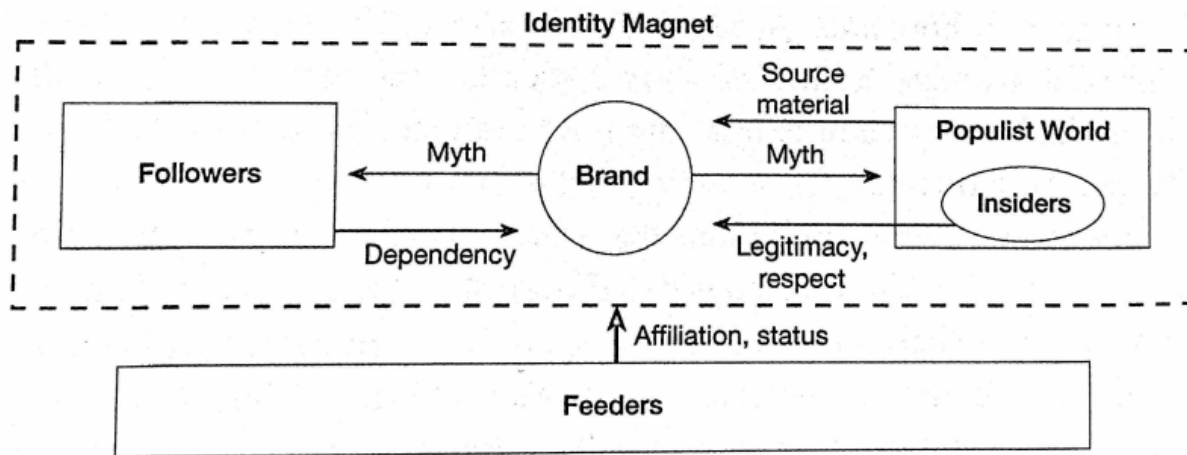 Identity Magnet
Source
material
Populist World
Myth
Myth
Followers
Brand
Insiders
Dependency
Legitimacy,
respect
Affiliation, status
Feeders